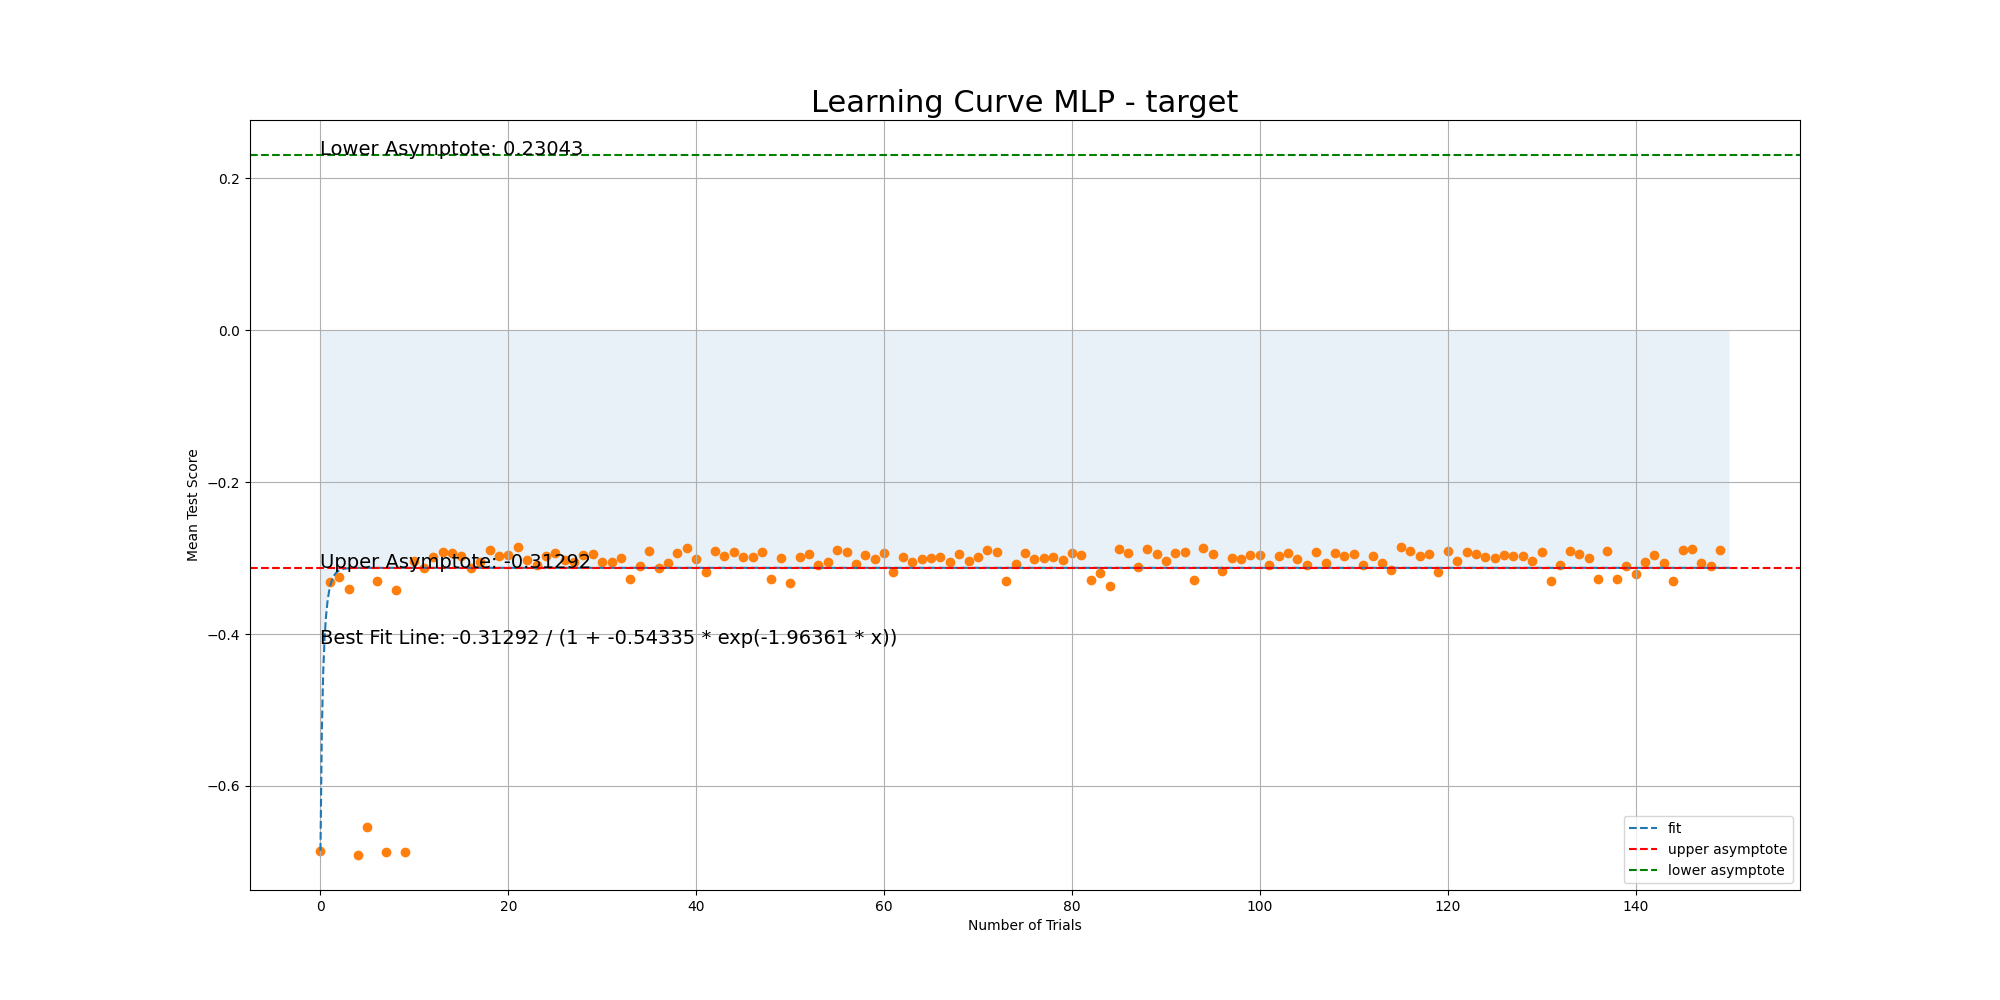 Learning Curve MLP - target
Lower Asymptote: 0.23043
0.2
0.0
−0.2
−0.4
−0.6
Mean Test Score
Upper Asymptote: -0.31292
Best Fit Line: -0.31292 / (1 + -0.54335 * exp(-1.96361 * x))
fit
upper asymptote
lower asymptote
0 20 40 60 80 100 120 140
Number of Trials